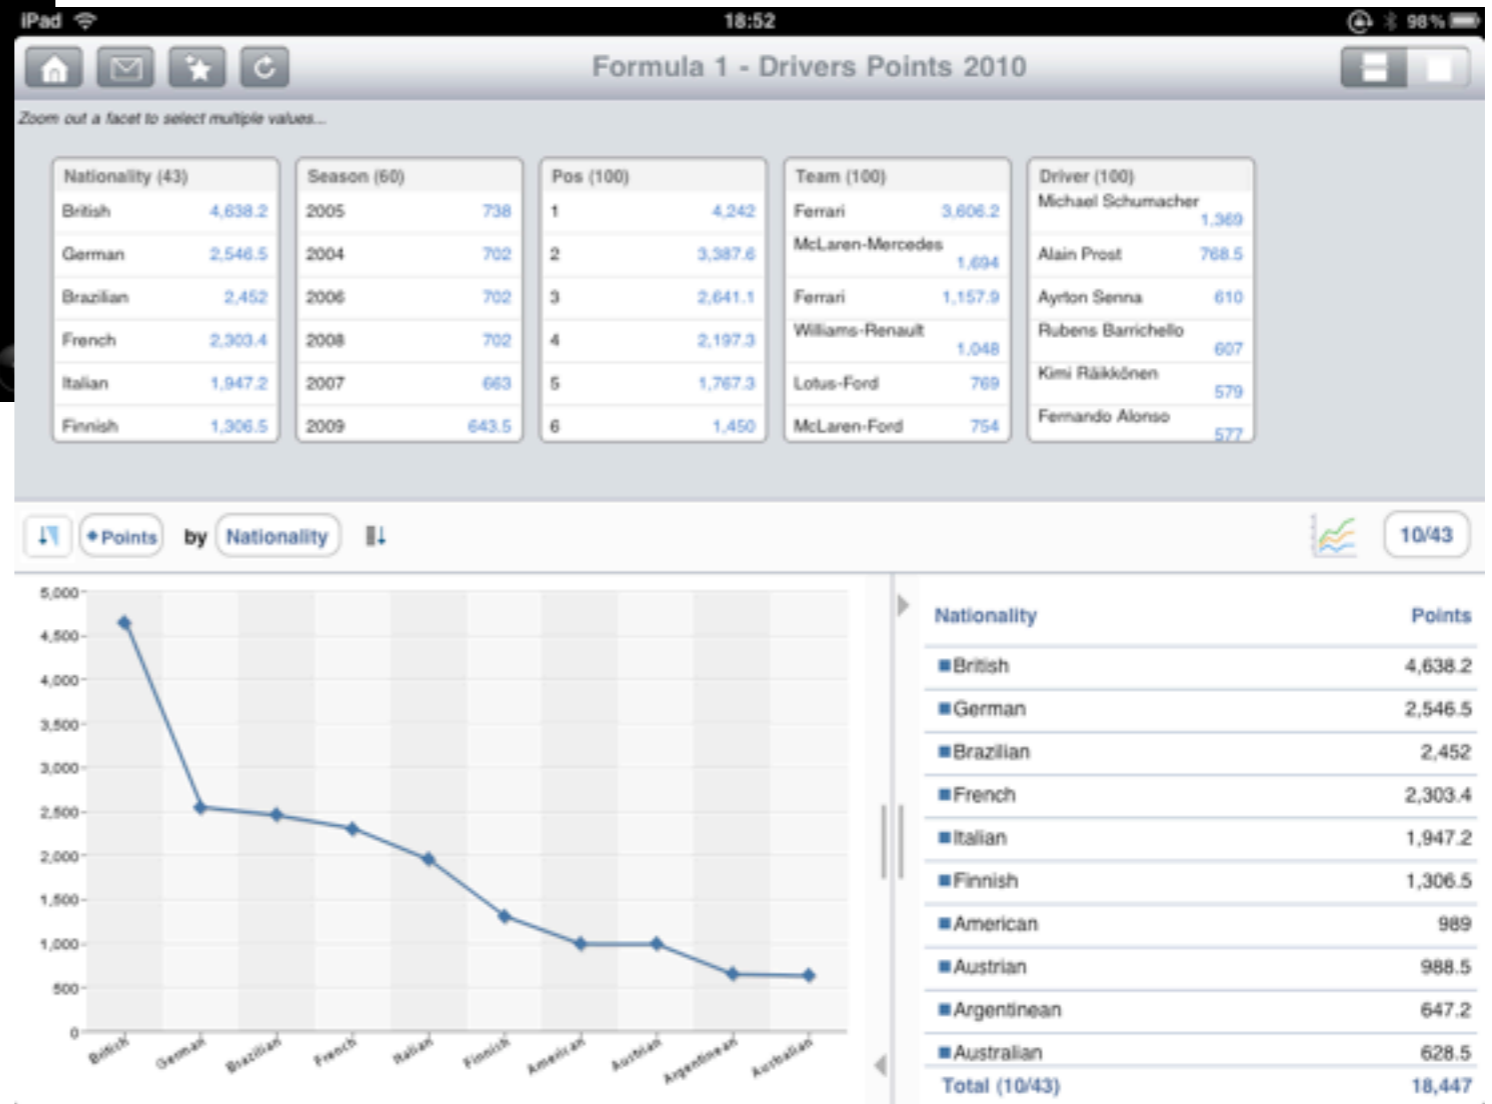 iPad 18:52 98%
Formula 1 - Drivers Points 2010
Zoom out a facet to select multiple values...
Nationality (43)
British 4,638.2
German 2,546.5
Brazilian 2,452
French 2,303.4
Italian 1,947.2
Finnish 1,306.5
Season (60)
2005 738
2004 702
2006 702
2008 702
2007 663
2009 643.5
Pos (100)
1 4,242
2 3,387.6
3 2,641.1
4 2,197.3
5 1,767.3
6 1,450
Team (100)
Ferrari 3,606.2
McLaren-Mercedes
1,694
Ferrari 1,157.9
Williams-Renault
1,048
Lotus-Ford 769
McLaren-Ford 754
Driver (100)
Michael Schumacher
1,369
Alain Prost 768.5
Ayrton Senna 610
Rubens Barrichello
607
Kimi Räikkönen
579
Fernando Alonso
577
Points by Nationality 10/43
5,000
4,500
4,000
3,500
3,000
2,500
2,000
1,500
1,000
500
0
British German Brazilian French Italian Finnish American Austrian Argentinean Australian
Nationality Points
British 4,638.2
German 2,546.5
Brazilian 2,452
French 2,303.4
Italian 1,947.2
Finnish 1,306.5
American 989
Austrian 988.5
Argentinean 647.2
Australian 628.5
Total (10/43) 18,447